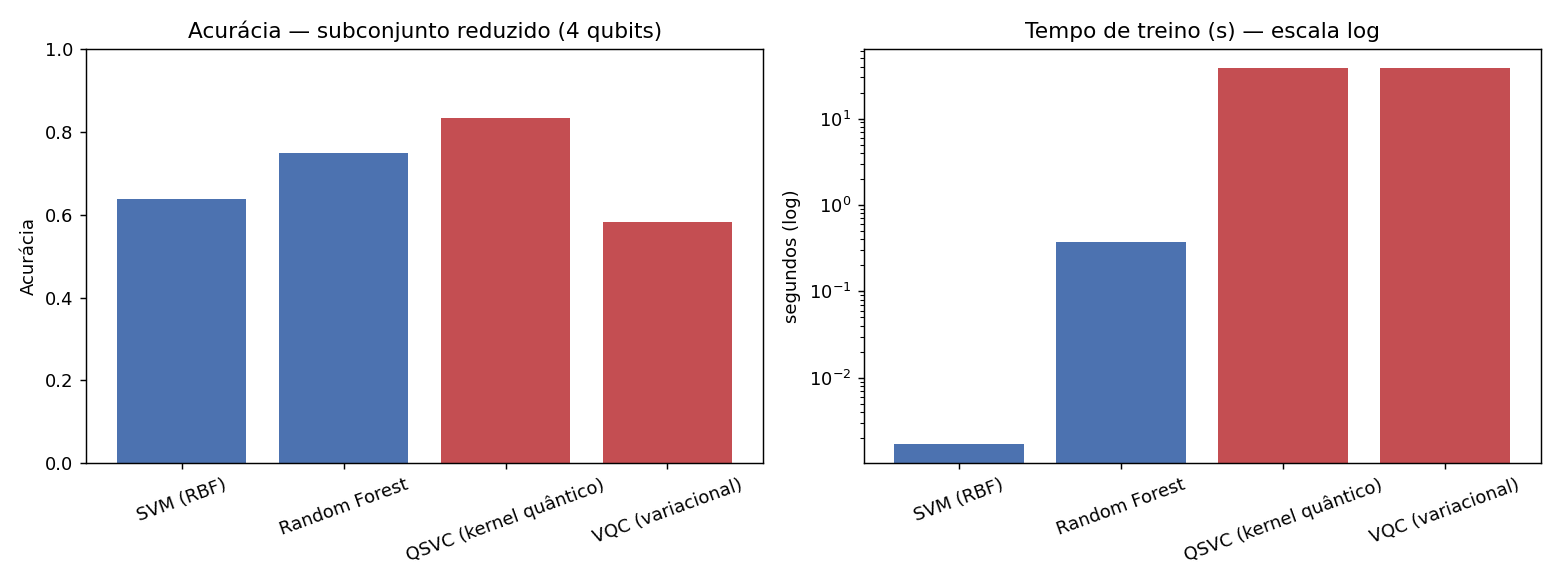 Acurácia — subconjunto reduzido (4 qubits)
Acurácia
1.0
0.8
0.6
0.4
0.2
0.0
SVM (RBF)
Random Forest
QSVC (kernel quântico)
VQC (variacional)
Tempo de treino (s) — escala log
segundos (log)
10¹
10⁰
10⁻¹
10⁻²
SVM (RBF)
Random Forest
QSVC (kernel quântico)
VQC (variacional)